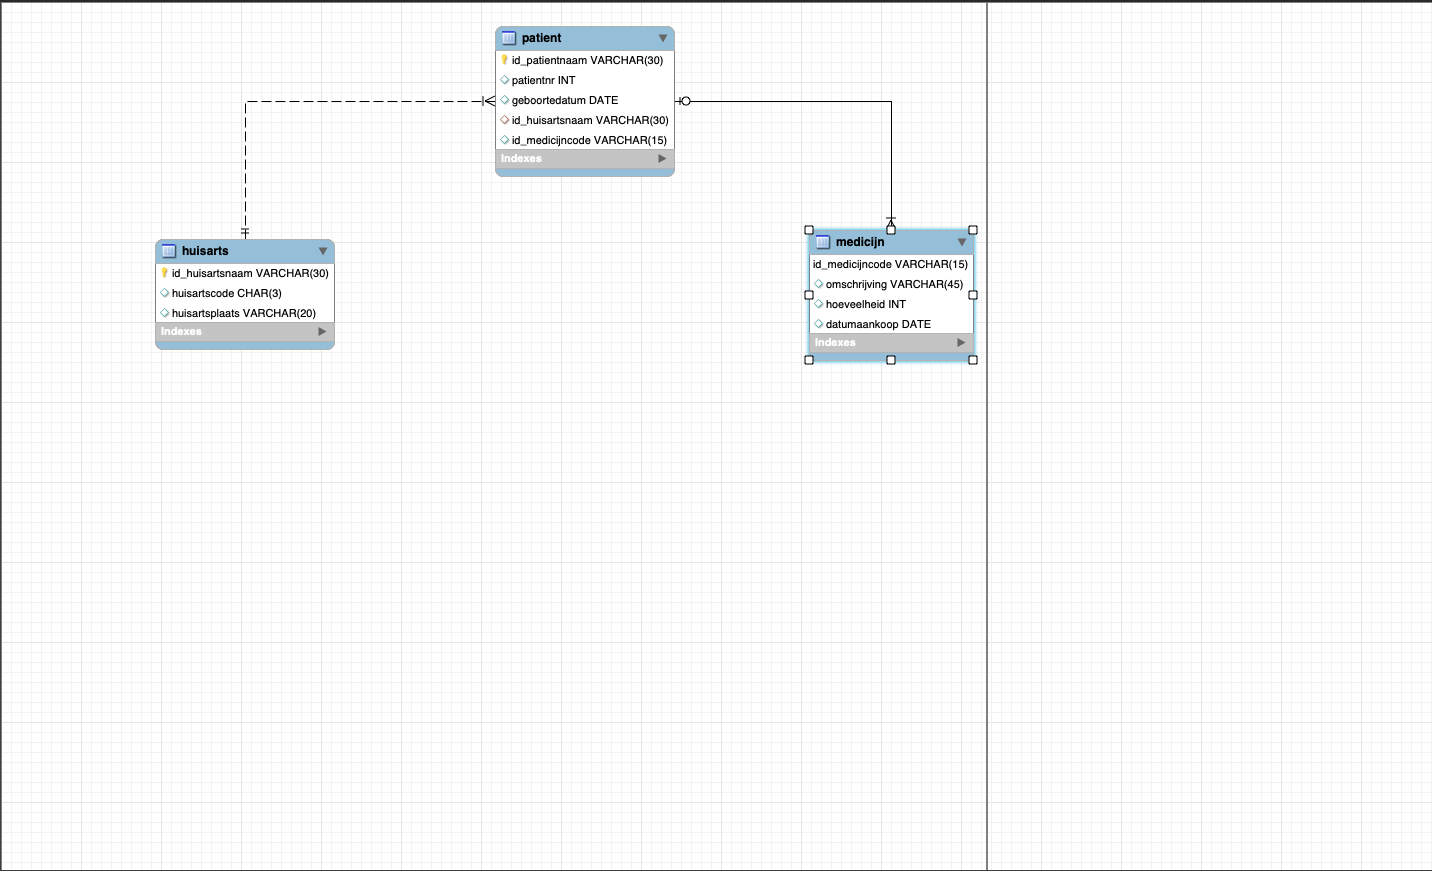 patient
id_patientnaam VARCHAR(30)
patientnr INT
geboortedatum DATE
id_huisartsnaam VARCHAR(30)
id_medicijncode VARCHAR(15)
Indexes
huisarts
id_huisartsnaam VARCHAR(30)
huisartscode CHAR(3)
huisartsplaats VARCHAR(20)
Indexes
medicijn
id_medicijncode VARCHAR(15)
omschrijving VARCHAR(45)
hoeveelheid INT
datumaankoop DATE
Indexes